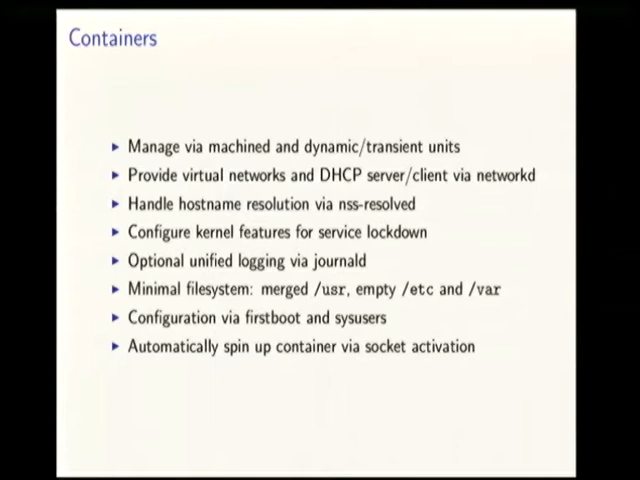 Containers
Manage via machined and dynamic/transient units
Provide virtual networks and DHCP server/client via networkd
Handle hostname resolution via nss-resolved
Configure kernel features for service lockdown
Optional unified logging via journald
Minimal filesystem: merged /usr, empty /etc and /var
Configuration via firstboot and sysusers
Automatically spin up container via socket activation